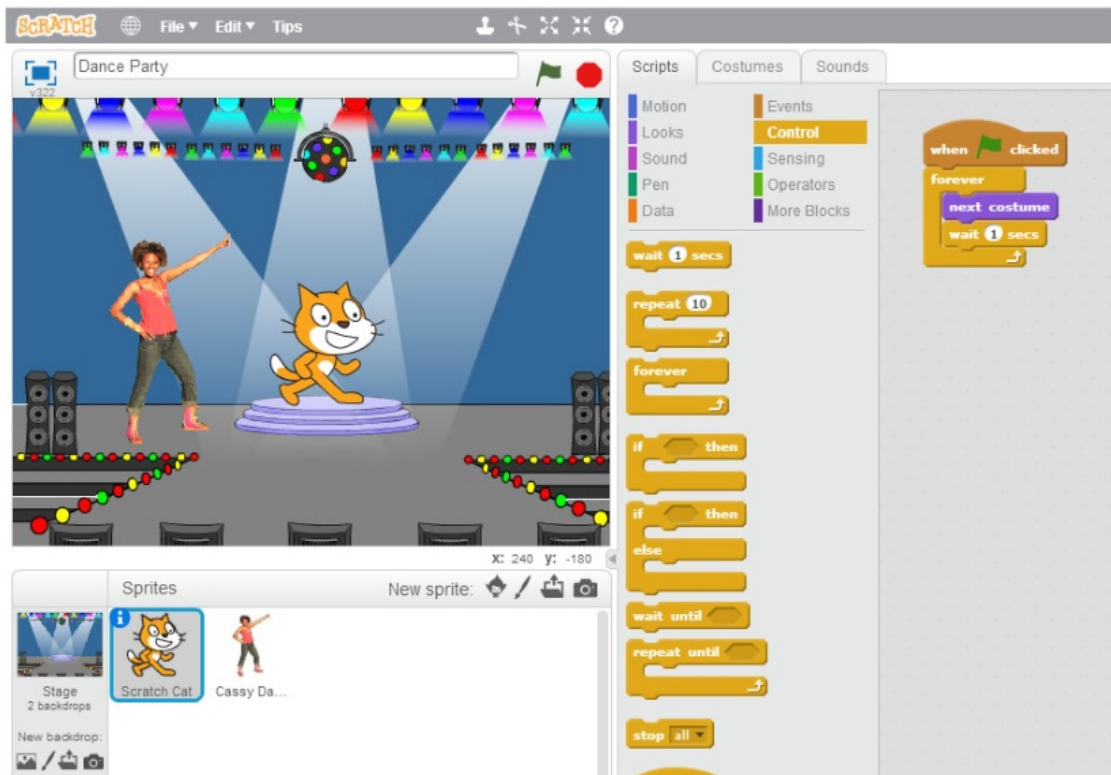 SCRATCH File Edit Tips
Dance Party
v322
X: 240 y: -180
Sprites New sprite:
Stage
2 backdrops
New backdrop:
Scratch Cat
Cassy Da...
Scripts Costumes Sounds
Motion Events
Looks Control
Sound Sensing
Pen Operators
Data More Blocks
wait 1 secs
repeat 10
forever
if then
if then
else
wait until
repeat until
stop all
when clicked
forever
next costume
wait 1 secs